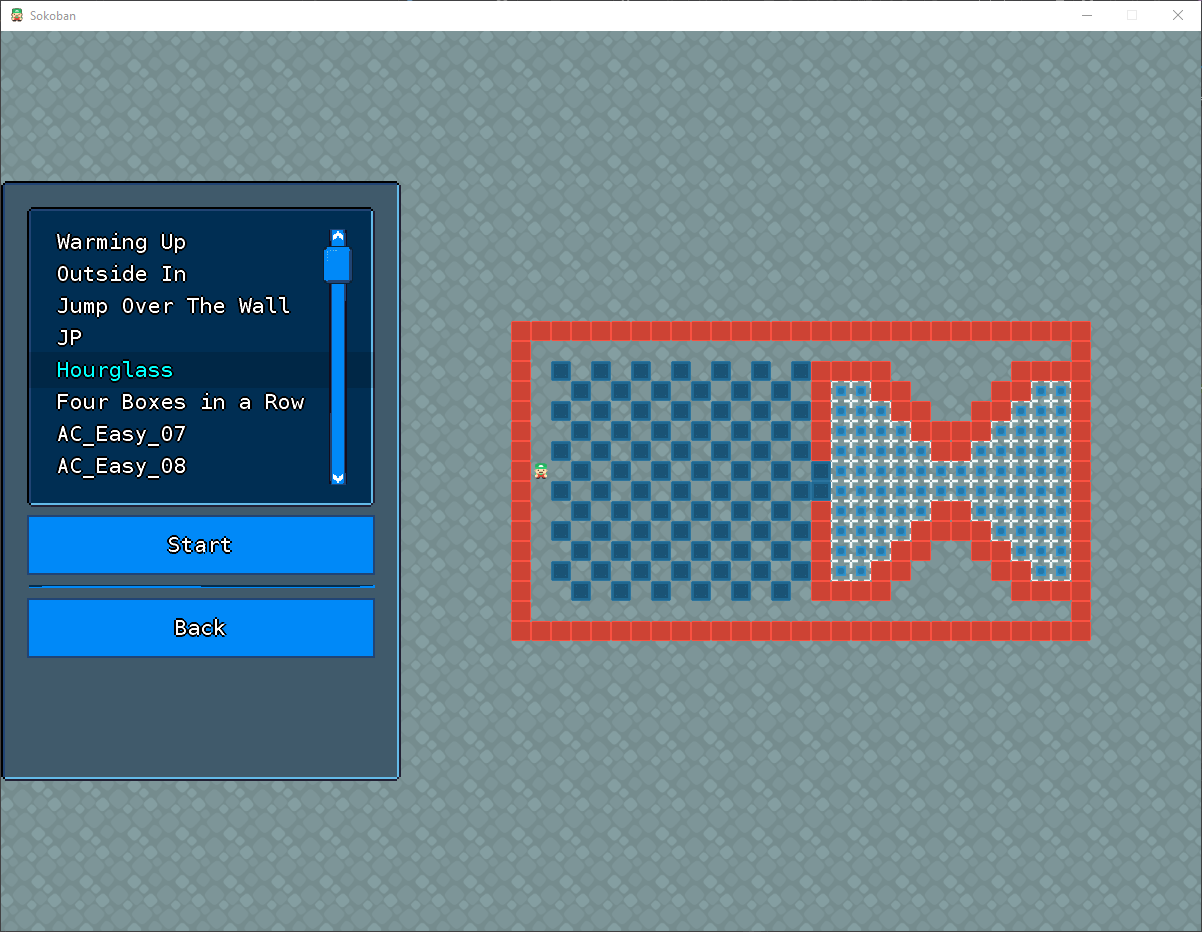 Sokoban
Warming Up
Outside In
Jump Over The Wall
JP
Hourglass
Four Boxes in a Row
AC_Easy_07
AC_Easy_08
Start
Back